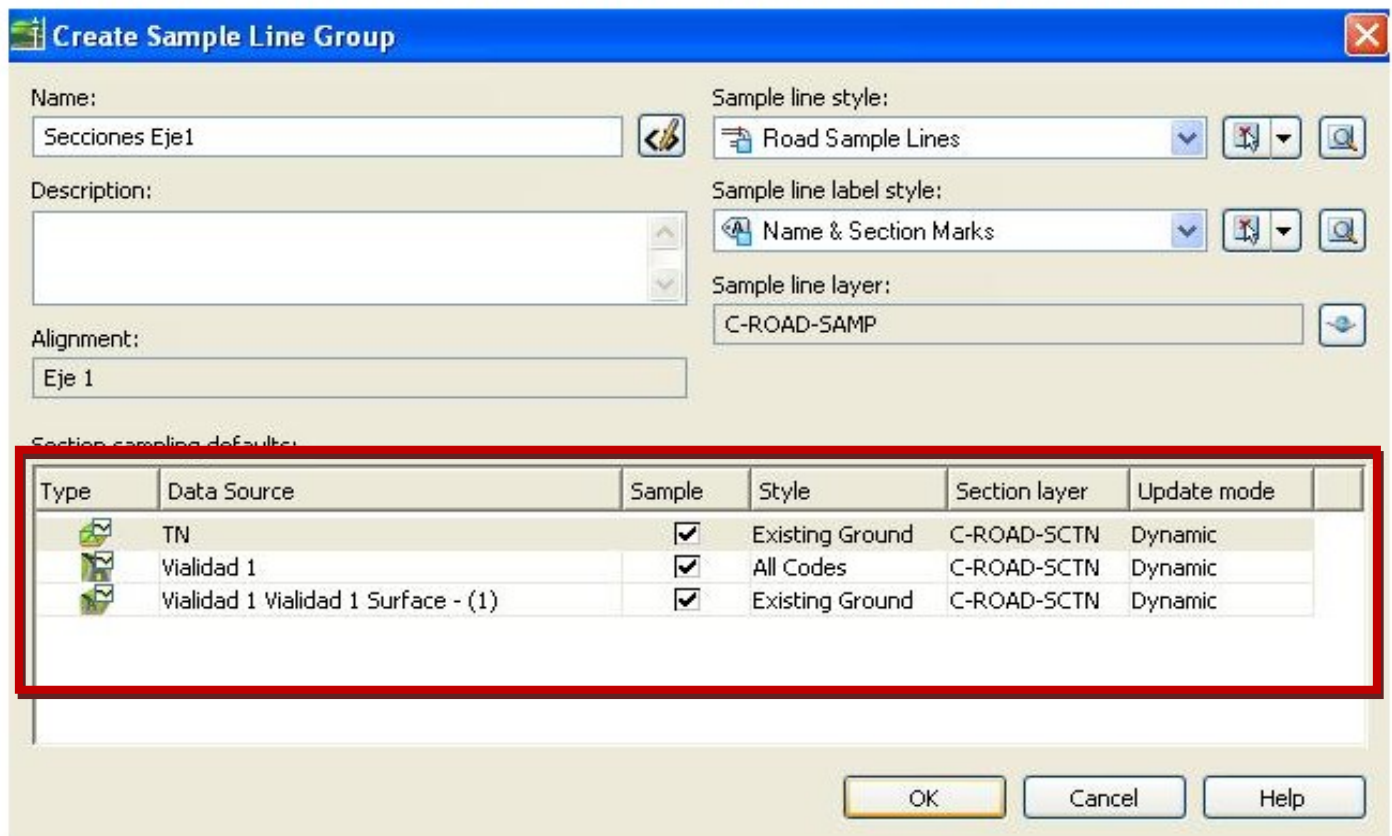 Create Sample Line Group
Name:
Secciones Eje1
Description:
Alignment:
Eje 1
Sample line style:
Road Sample Lines
Sample line label style:
Name & Section Marks
Sample line layer:
C-ROAD-SAMP
Section sampling defaults:
Type Data Source Sample Style Section layer Update mode
TN Existing Ground C-ROAD-SCTN Dynamic
Vialidad 1 All Codes C-ROAD-SCTN Dynamic
Vialidad 1 Vialidad 1 Surface - (1) Existing Ground C-ROAD-SCTN Dynamic
OK Cancel Help